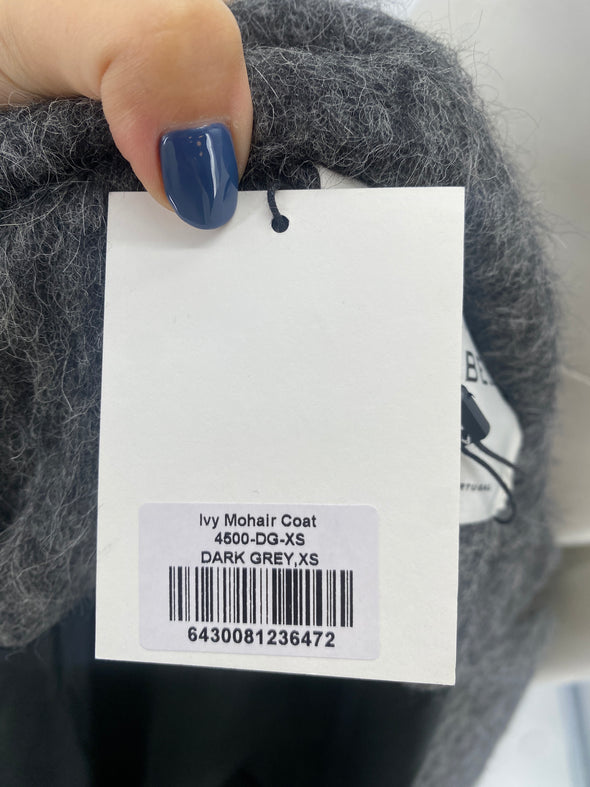 Ivy Mohair Coat
4500-DG-XS
DARK GREY,XS
6430081236472